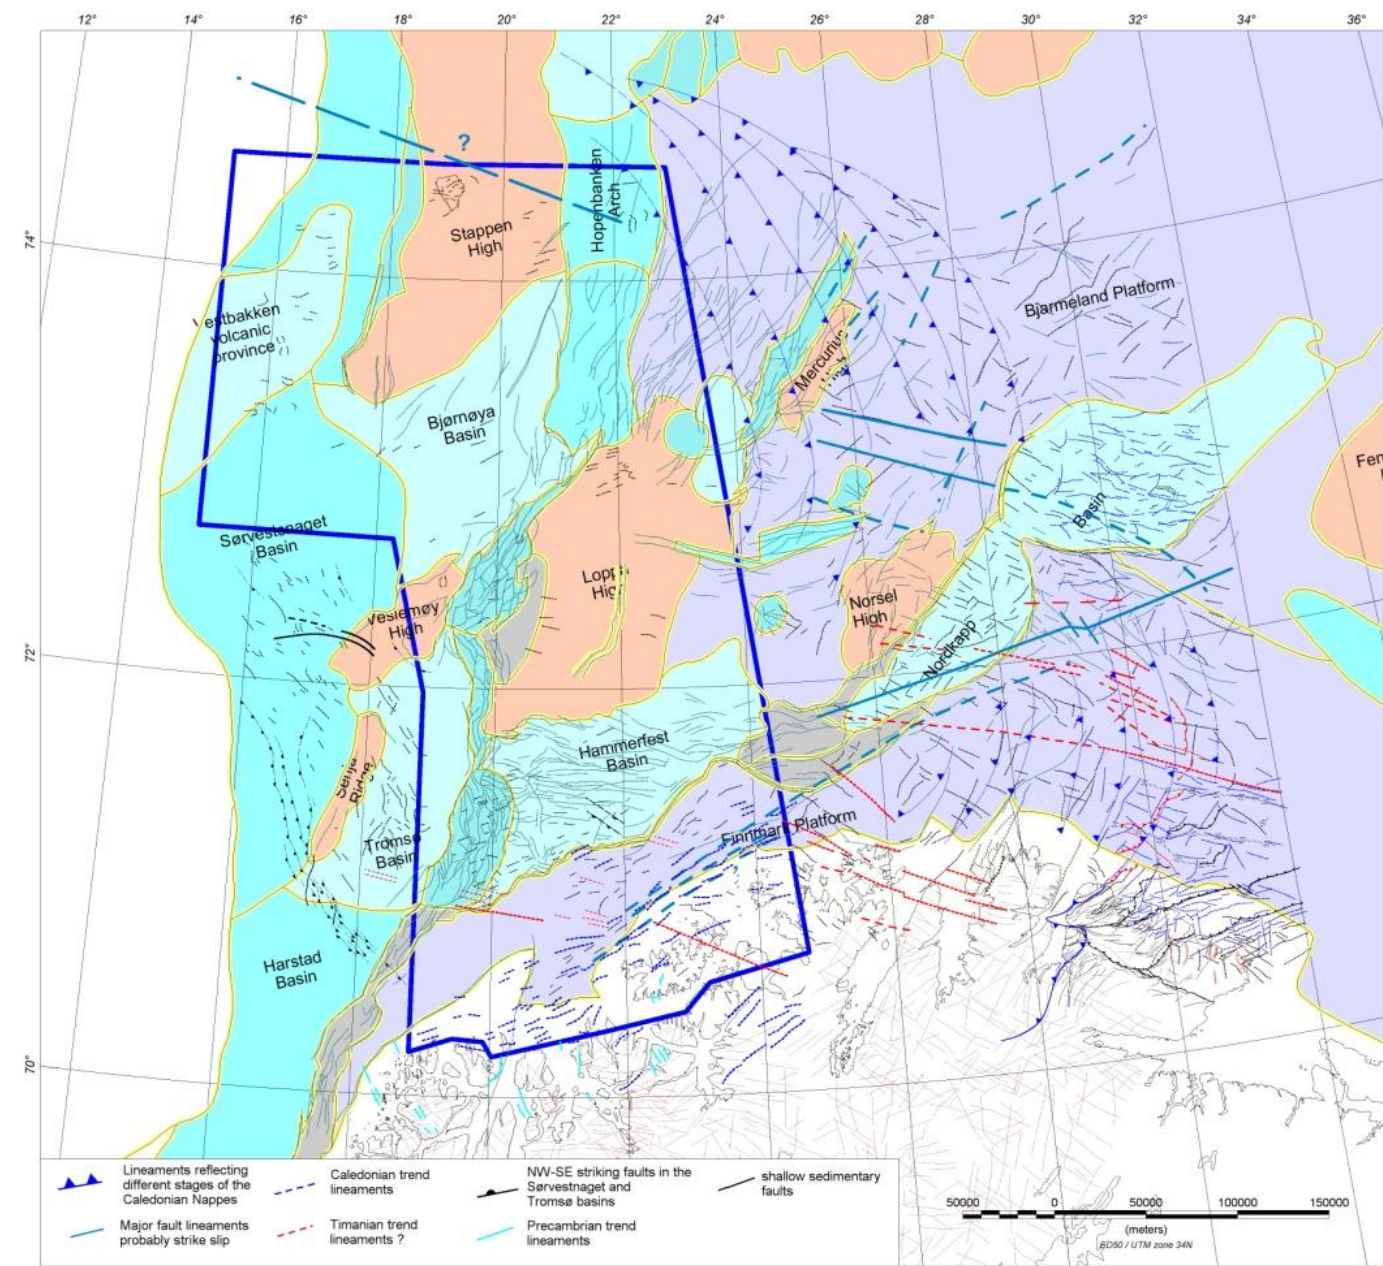 12° 14° 16° 18° 20° 22° 24° 26° 28° 30° 32° 34° 36°
?
Hopenbanken
Arch
Stappen
High
74°
Bjarmeland Platform
estbakken
volcanic
province
Mercurius
Bjørnøya
Basin
Fen
Basin
Sørvestsnaget
Basin
High
Norsel
High
Veslemøy
High
72°
Nordkapp
Hammerfest
Basin
Senja
Ridge
Finnmark Platform
Tromsø
Basin
Harstad
Basin
70°
Lineaments reflecting
different stages of the
Caledonian Nappes
Major fault lineaments
probably strike slip
Caledonian trend
lineaments
Timanian trend
lineaments ?
NW-SE striking faults in the
Sørvestnaget and
Tromsø basins
Precambrian trend
lineaments
shallow sedimentary
faults
50000 0 50000 100000 150000
(meters)
ED50 / UTM zone 34N